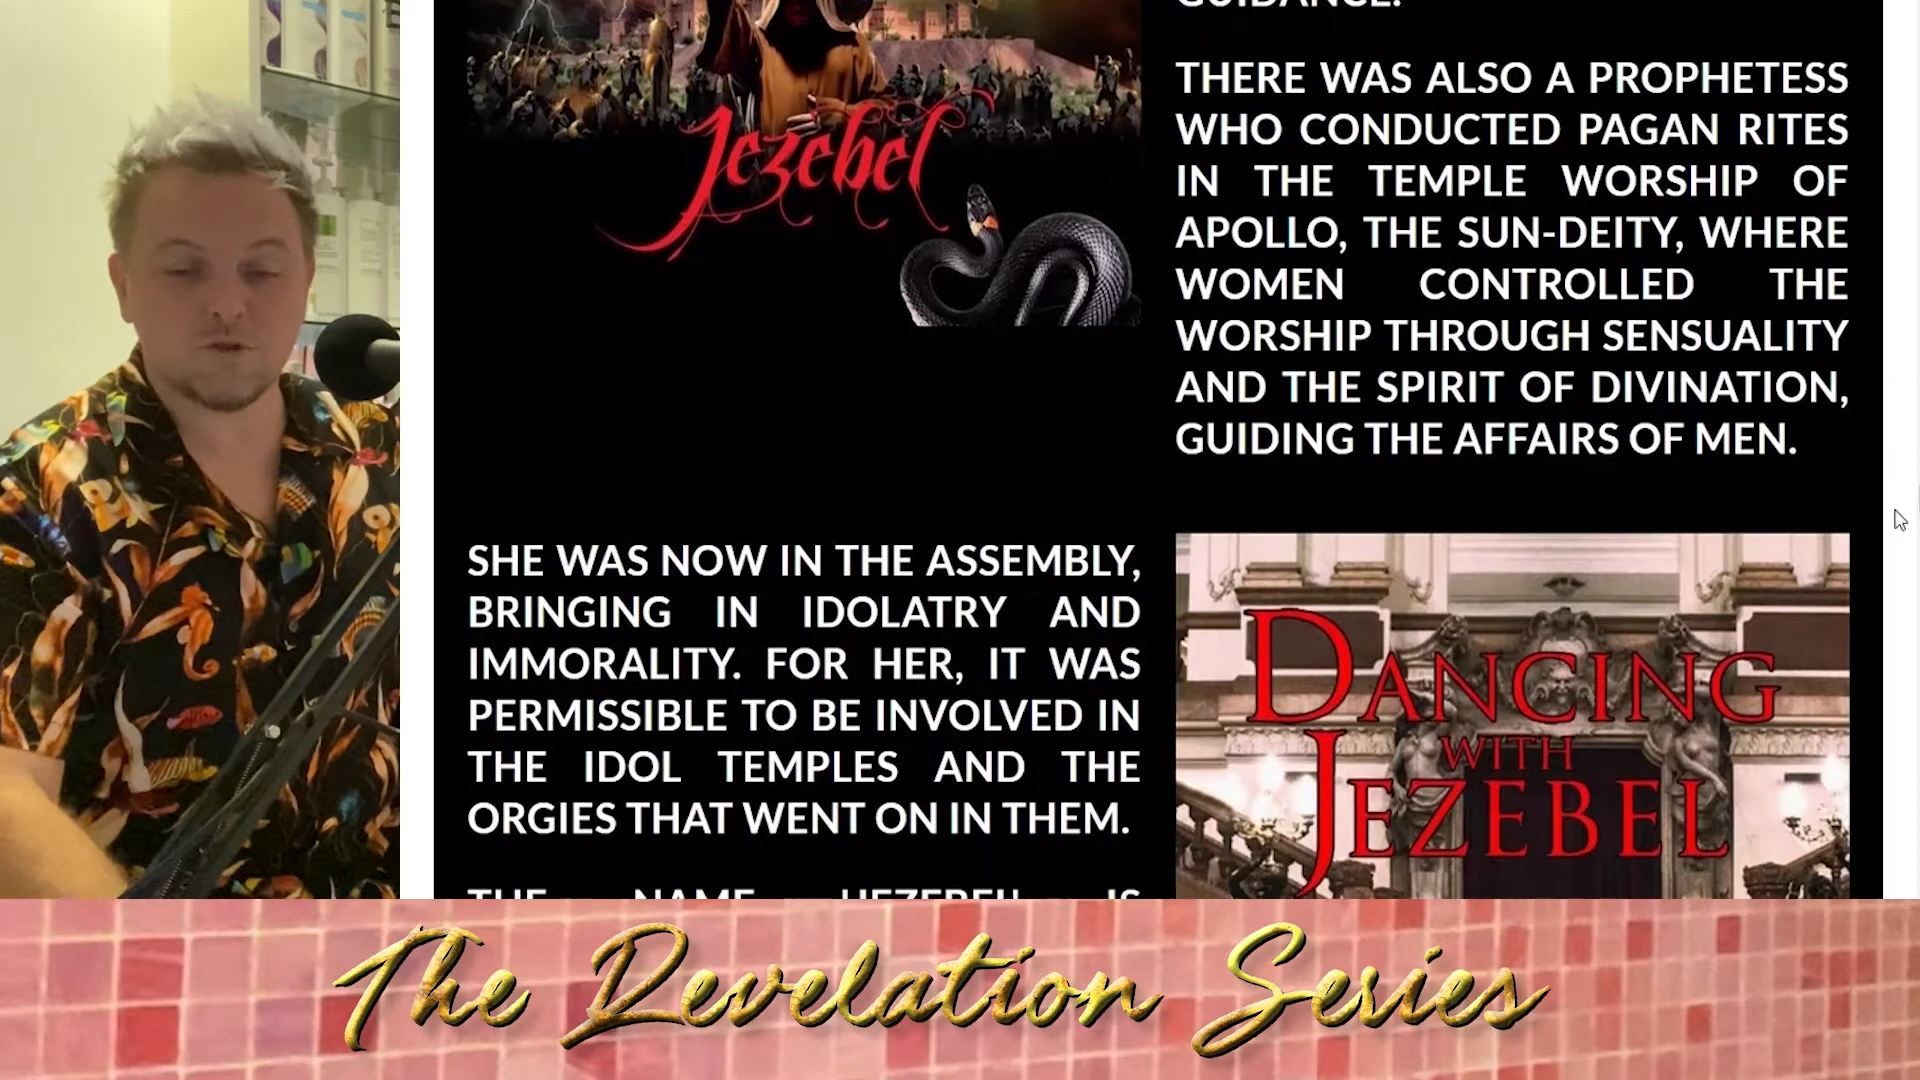 Jezebel
SHE WAS NOW IN THE ASSEMBLY,
BRINGING IN IDOLATRY AND
IMMORALITY. FOR HER, IT WAS
PERMISSIBLE TO BE INVOLVED IN
THE IDOL TEMPLES AND THE
ORGIES THAT WENT ON IN THEM.
GUIDANCE.
THERE WAS ALSO A PROPHETESS
WHO CONDUCTED PAGAN RITES
IN THE TEMPLE WORSHIP OF
APOLLO, THE SUN-DEITY, WHERE
WOMEN CONTROLLED THE
WORSHIP THROUGH SENSUALITY
AND THE SPIRIT OF DIVINATION,
GUIDING THE AFFAIRS OF MEN.
DANCING
WITH
JEZEBEL
The Revelation Series